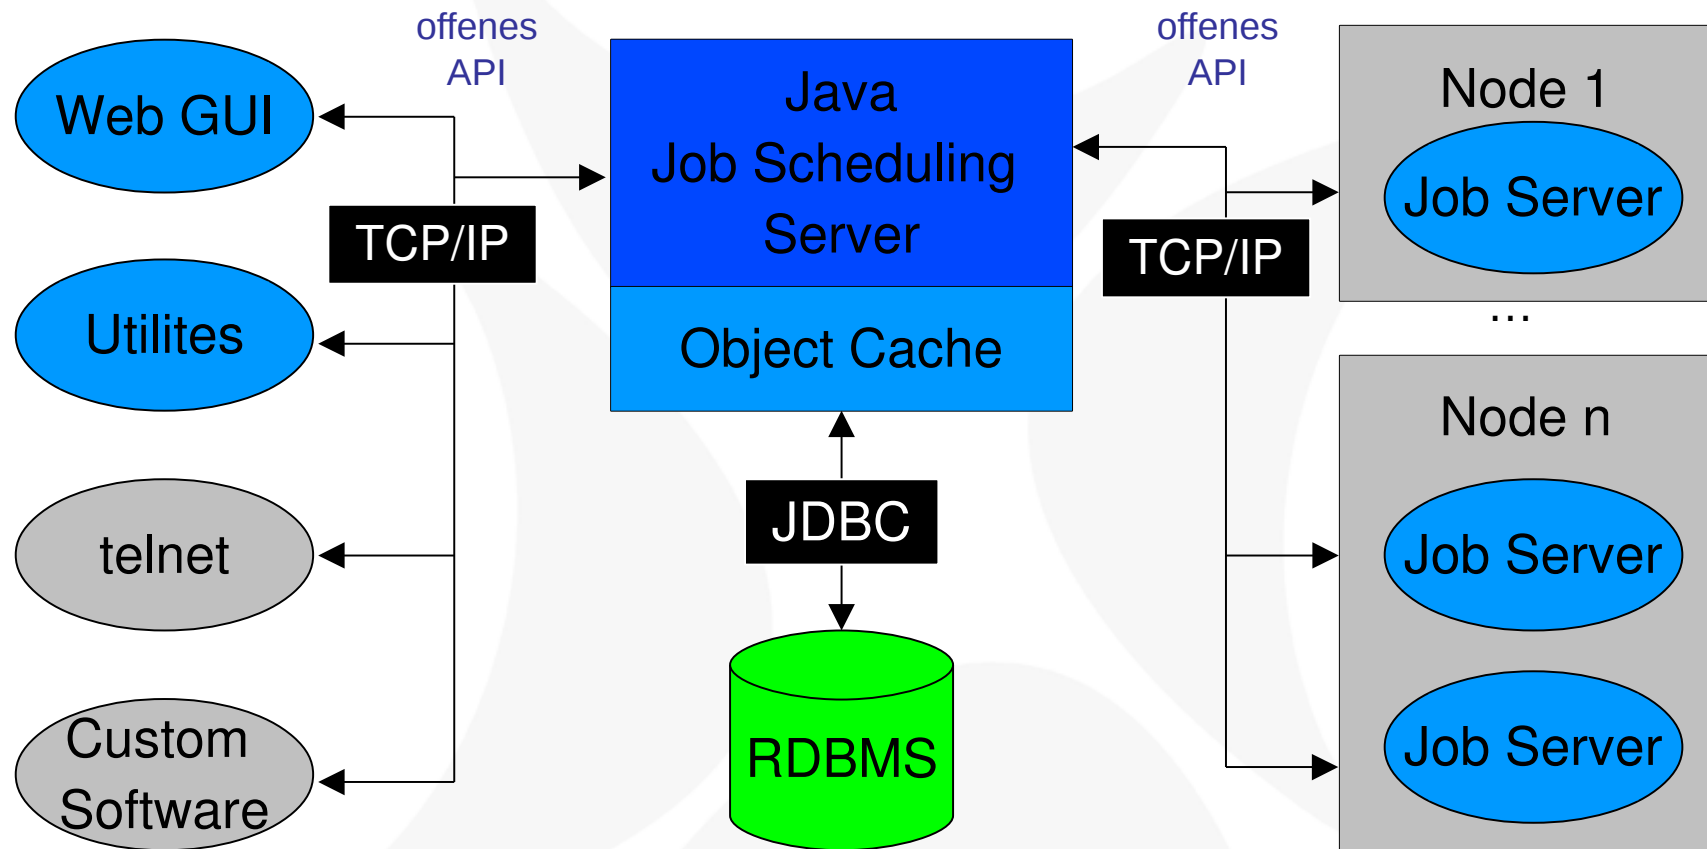 offenes
API
Web GUI
TCP/IP
Utilites
telnet
Custom
Software
Java
Job Scheduling
Server
Object Cache
JDBC
RDBMS
offenes
API
TCP/IP
Node 1
Job Server
...
Node n
Job Server
Job Server